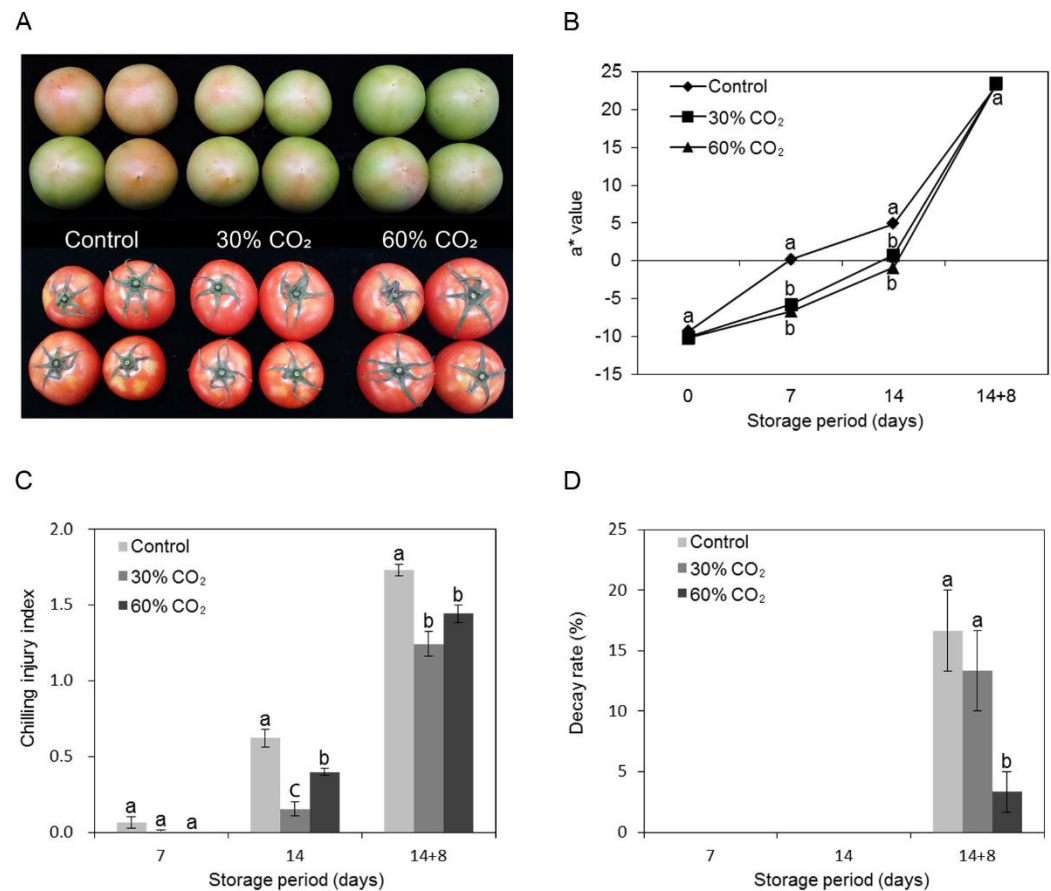 A
Control 30% CO₂ 60% CO₂
B
25
20
15
10
5
0
-5
-10
-15
a* value
Control
30% CO₂
60% CO₂
a
a
b
b
a
b
b
a
0 7 14 14+8
Storage period (days)
C
2.0
1.5
1.0
0.5
0.0
Chilling injury index
Control
30% CO₂
60% CO₂
a a a
a C b
a b b
7 14 14+8
Storage period (days)
D
25
20
15
10
5
0
Decay rate (%)
Control
30% CO₂
60% CO₂
a a b
7 14 14+8
Storage period (days)